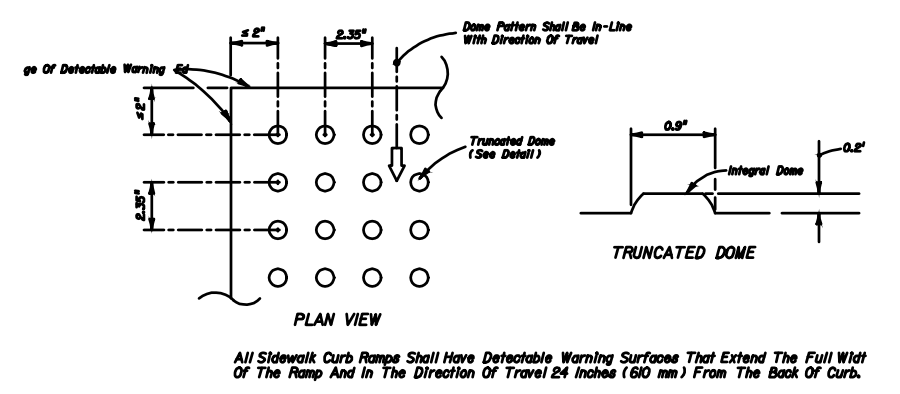 ≤ 2"
2.35"
Dome Pattern Shall Be In-Line
With Direction Of Travel
ge Of Detectable Warning Ed
≤2"
2.35"
Truncated Dome
(See Detail)
0.9"
0.2'
Integral Dome
TRUNCATED DOME
PLAN VIEW
All Sidewalk Curb Ramps Shall Have Detectable Warning Surfaces That Extend The Full Widt
Of The Ramp And In The Direction Of Travel 24 Inches (610 mm) From The Back Of Curb.